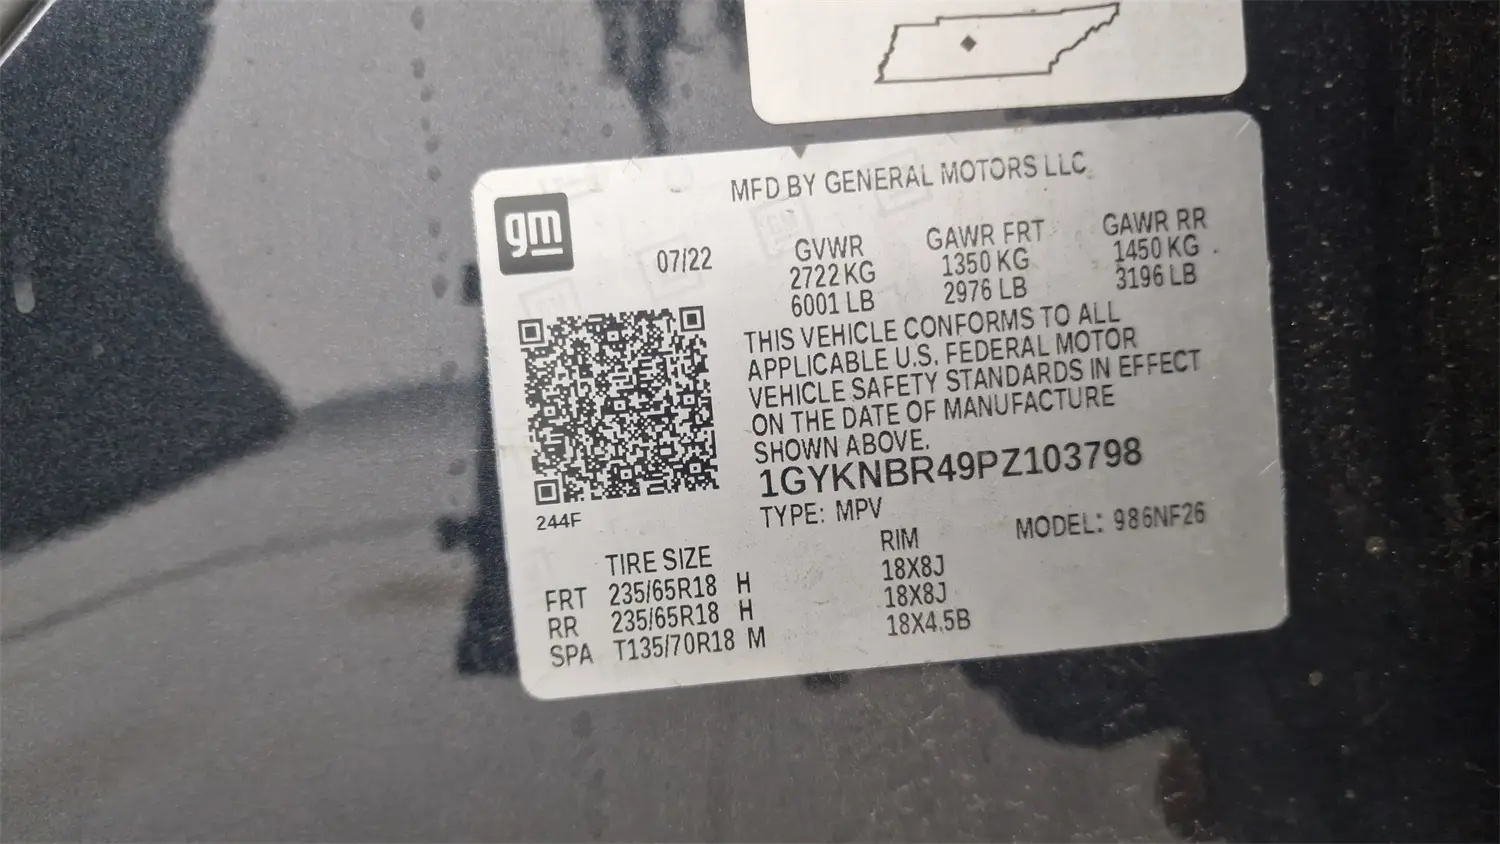 gm
MFD BY GENERAL MOTORS LLC
07/22
GVWR GAWR FRT GAWR RR
2722 KG 1350 KG 1450 KG
6001 LB 2976 LB 3196 LB
THIS VEHICLE CONFORMS TO ALL
APPLICABLE U.S. FEDERAL MOTOR
VEHICLE SAFETY STANDARDS IN EFFECT
ON THE DATE OF MANUFACTURE
SHOWN ABOVE.
1GYKNBR49PZ103798
244F
TYPE: MPV MODEL: 986NF26
TIRE SIZE RIM
FRT 235/65R18 H 18X8J
RR 235/65R18 H 18X8J
SPA T135/70R18 M 18X4.5B